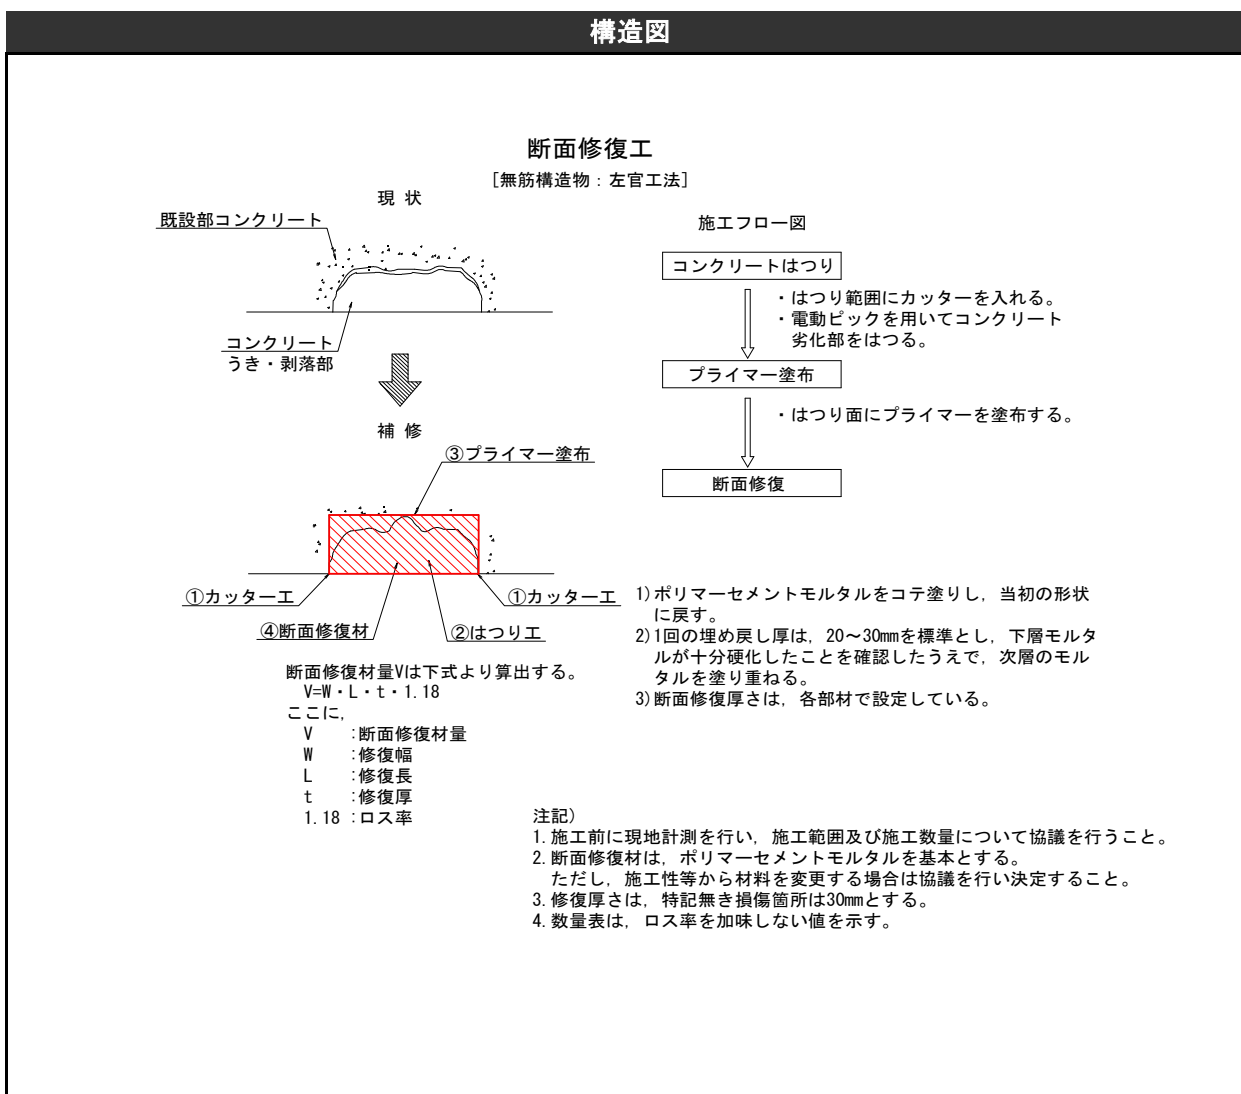 構造図
断面修復工
[無筋構造物：左官工法]
現 状
既設部コンクリート
コンクリート
うき・剥落部
補 修
③プライマー塗布
①カッター工
①カッター工
④断面修復材
②はつり工
断面修復材量Vは下式より算出する。
V=W・L・t・1.18
ここに,
V :断面修復材量
W :修復幅
L :修復長
t :修復厚
1.18 :ロス率
施工フロー図
コンクリートはつり
・はつり範囲にカッターを入れる。
・電動ピックを用いてコンクリート
劣化部をはつる。
プライマー塗布
・はつり面にプライマーを塗布する。
断面修復
1)ポリマーセメントモルタルをコテ塗りし, 当初の形状
に戻す。
2)1回の埋め戻し厚は, 20～30mmを標準とし, 下層モルタ
ルが十分硬化したことを確認したうえで, 次層のモル
タルを塗り重ねる。
3)断面修復厚さは, 各部材で設定している。
注記)
1.施工前に現地計測を行い, 施工範囲及び施工数量について協議を行うこと。
2.断面修復材は, ポリマーセメントモルタルを基本とする。
ただし, 施工性等から材料を変更する場合は協議を行い決定すること。
3.修復厚さは, 特記無き損傷箇所は30mmとする。
4.数量表は, ロス率を加味しない値を示す。